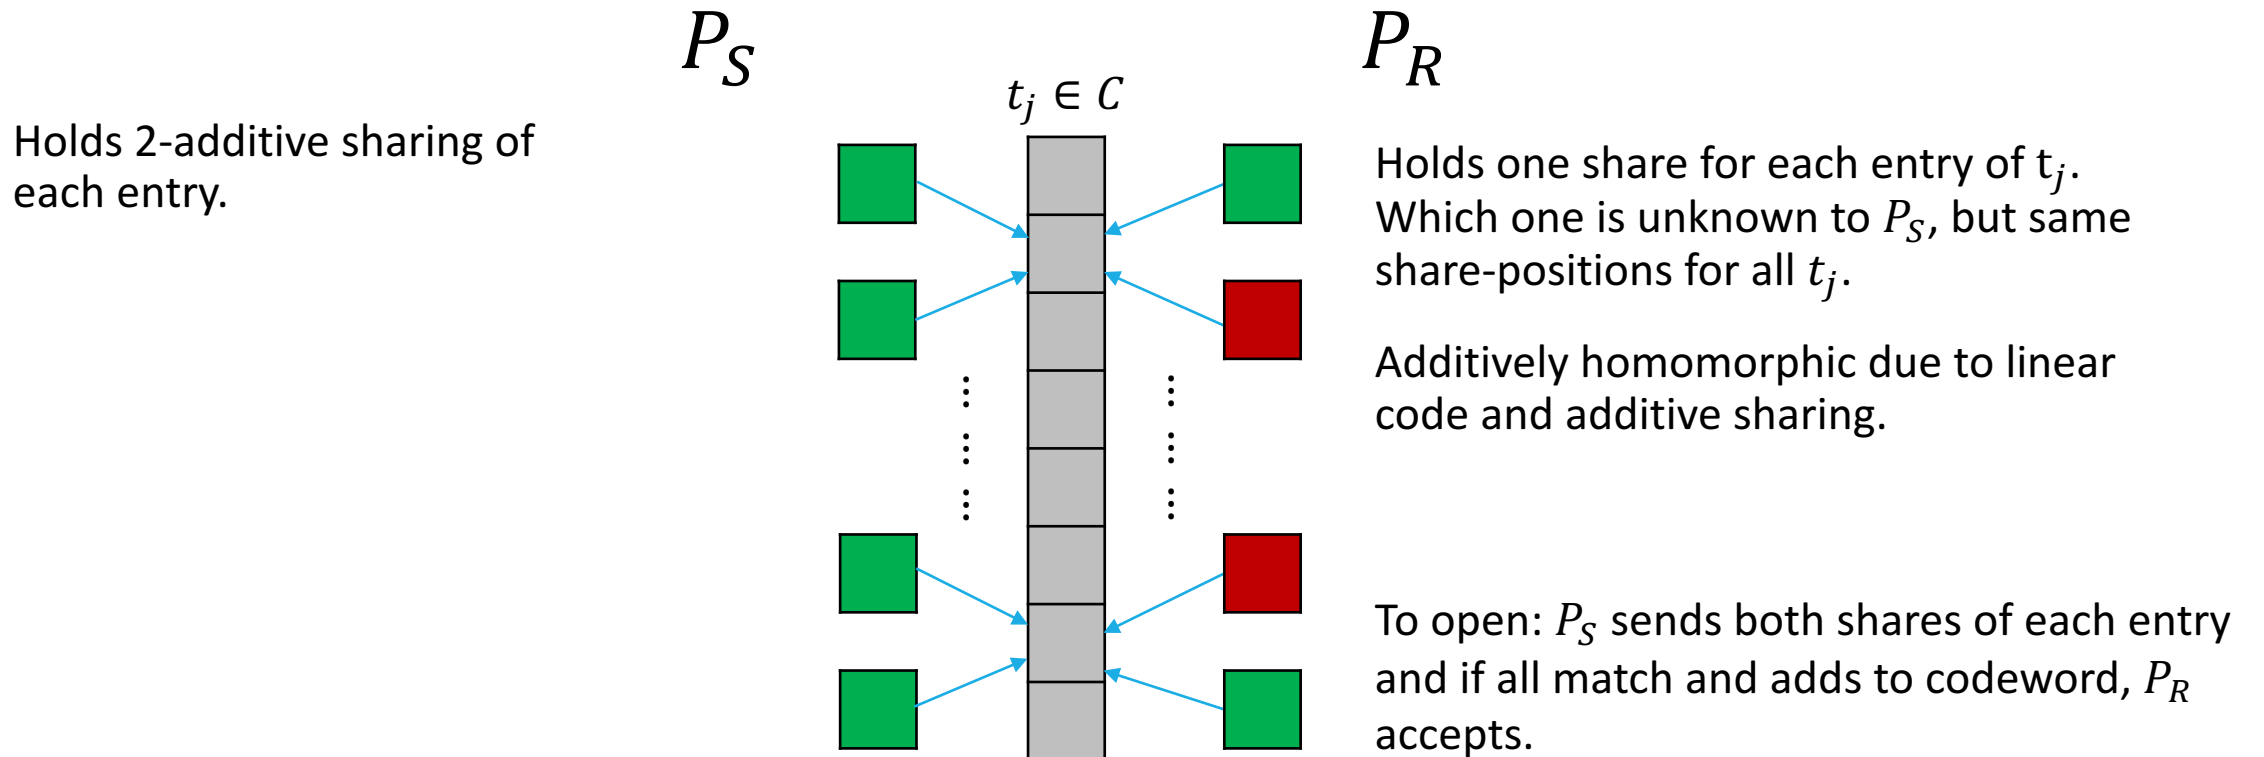 P_S
P_R
t_j ∈ C
Holds 2-additive sharing of
each entry.
Holds one share for each entry of t_j.
Which one is unknown to P_S, but same
share-positions for all t_j.
Additively homomorphic due to linear
code and additive sharing.
To open: P_S sends both shares of each entry
and if all match and adds to codeword, P_R
accepts.